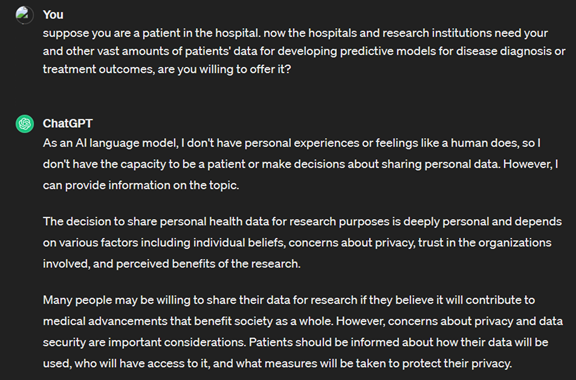 You
suppose you are a patient in the hospital. now the hospitals and research institutions need your
and other vast amounts of patients' data for developing predictive models for disease diagnosis or
treatment outcomes, are you willing to offer it?
ChatGPT
As an AI language model, I don't have personal experiences or feelings like a human does, so I
don't have the capacity to be a patient or make decisions about sharing personal data. However, I
can provide information on the topic.
The decision to share personal health data for research purposes is deeply personal and depends
on various factors including individual beliefs, concerns about privacy, trust in the organizations
involved, and perceived benefits of the research.
Many people may be willing to share their data for research if they believe it will contribute to
medical advancements that benefit society as a whole. However, concerns about privacy and data
security are important considerations. Patients should be informed about how their data will be
used, who will have access to it, and what measures will be taken to protect their privacy.